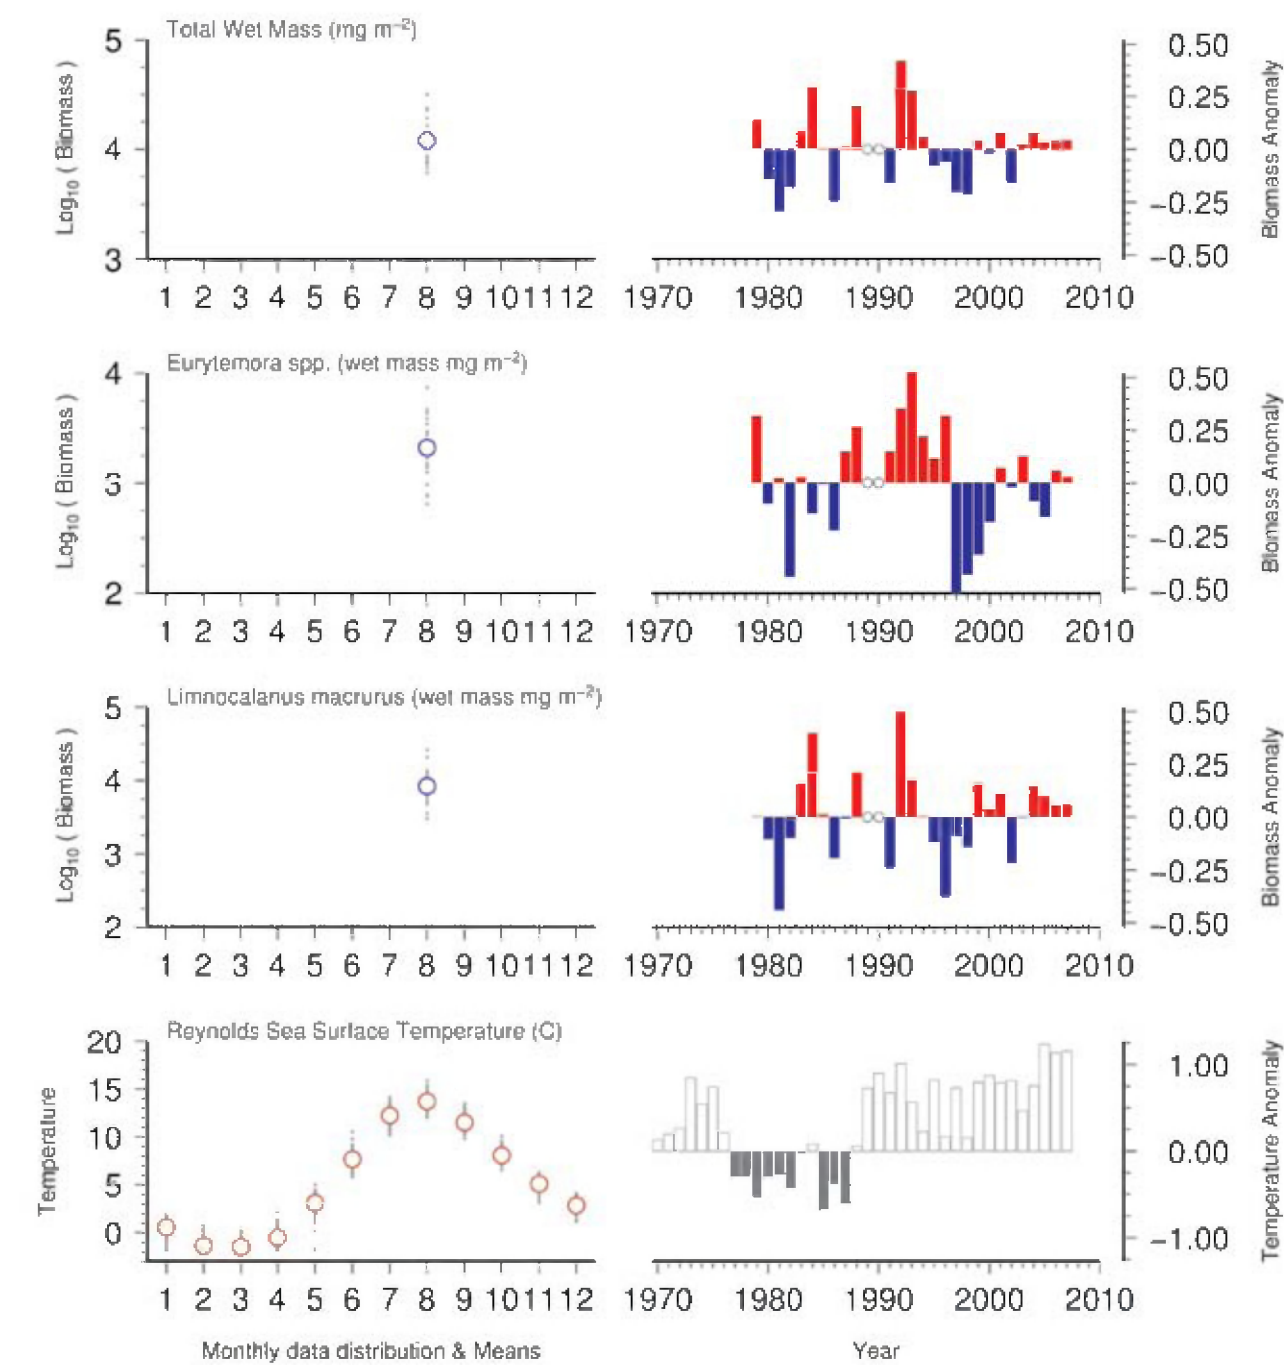 Total Wet Mass (mg m⁻²)
Log₁₀ ( Biomass )
5
4
3
1 2 3 4 5 6 7 8 9 10 11 12
0.50
0.25
0.00
−0.25
−0.50
Biomass Anomaly
1970 1980 1990 2000 2010
Eurytemora spp. (wet mass mg m⁻²)
Log₁₀ ( Biomass )
4
3
2
1 2 3 4 5 6 7 8 9 10 11 12
0.50
0.25
0.00
−0.25
−0.50
Biomass Anomaly
1970 1980 1990 2000 2010
Limnocalanus macrurus (wet mass mg m⁻²)
Log₁₀ ( Biomass )
5
4
3
2
1 2 3 4 5 6 7 8 9 10 11 12
0.50
0.25
0.00
−0.25
−0.50
Biomass Anomaly
1970 1980 1990 2000 2010
Reynolds Sea Surface Temperature (C)
Temperature
20
15
10
5
0
1 2 3 4 5 6 7 8 9 10 11 12
Monthly data distribution & Means
1.00
0.00
−1.00
Temperature Anomaly
1970 1980 1990 2000 2010
Year